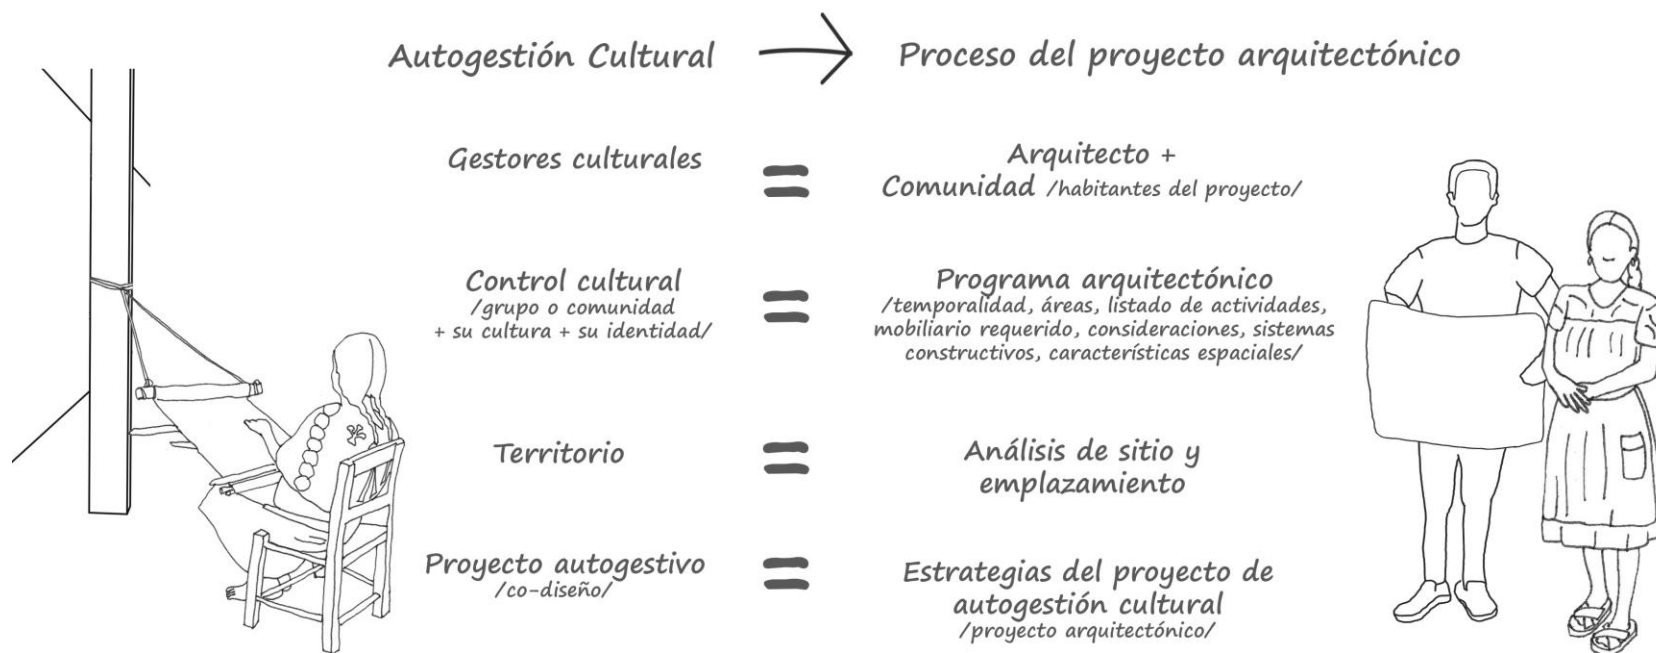 Autogestión Cultural
Proceso del proyecto arquitectónico
Gestores culturales
=
Arquitecto +
Comunidad /habitantes del proyecto/
Control cultural
/grupo o comunidad
+ su cultura + su identidad/
=
Programa arquitectónico
/temporalidad, áreas, listado de actividades,
mobiliario requerido, consideraciones, sistemas
constructivos, características espaciales/
Territorio
=
Análisis de sitio y
emplazamiento
Proyecto autogestivo
/co-diseño/
=
Estrategias del proyecto de
autogestión cultural
/proyecto arquitectónico/